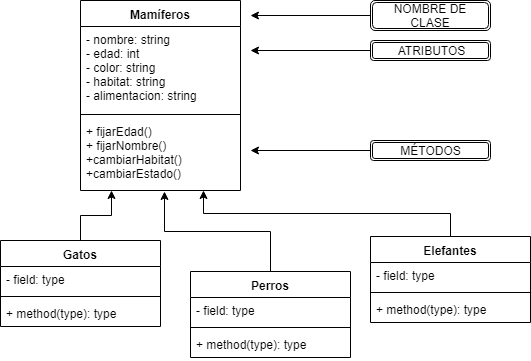 Mamíferos
- nombre: string
- edad: int
- color: string
- habitat: string
- alimentacion: string
+ fijarEdad()
+ fijarNombre()
+cambiarHabitat()
+cambiarEstado()
NOMBRE DE
CLASE
ATRIBUTOS
MÉTODOS
Gatos
- field: type
+ method(type): type
Perros
- field: type
+ method(type): type
Elefantes
- field: type
+ method(type): type